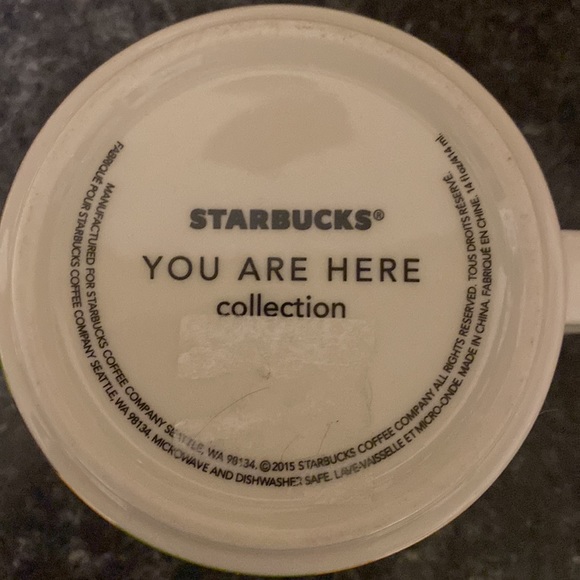 STARBUCKS®
YOU ARE HERE
collection
MANUFACTURED FOR STARBUCKS COFFEE COMPANY SEATTLE, WA 98134. ©2015 STARBUCKS COFFEE COMPANY ALL RIGHTS RESERVED. TOUS DROITS RÉSERVÉ.
FABRIQUÉ POUR STARBUCKS COFFEE COMPANY SEATTLE, WA 98134. MICROWAVE AND DISHWASHER SAFE. LAVE-VAISSELLE ET MICRO-ONDE. MADE IN CHINA. FABRIQUÉ EN CHINE. 14 fl oz/414 ml.